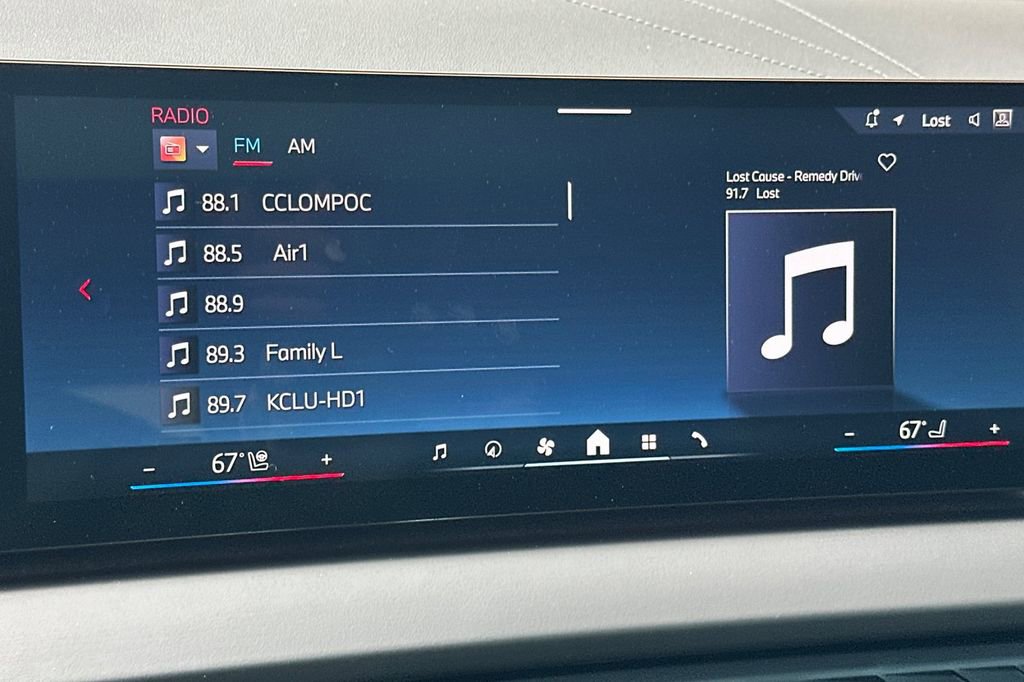 RADIO
FM AM
Lost
88.1 CCLOMPOC
88.5 Air1
88.9
89.3 Family L
89.7 KCLU-HD1
Lost Cause - Remedy Driv
91.7 Lost
- 67° +
- 67° +